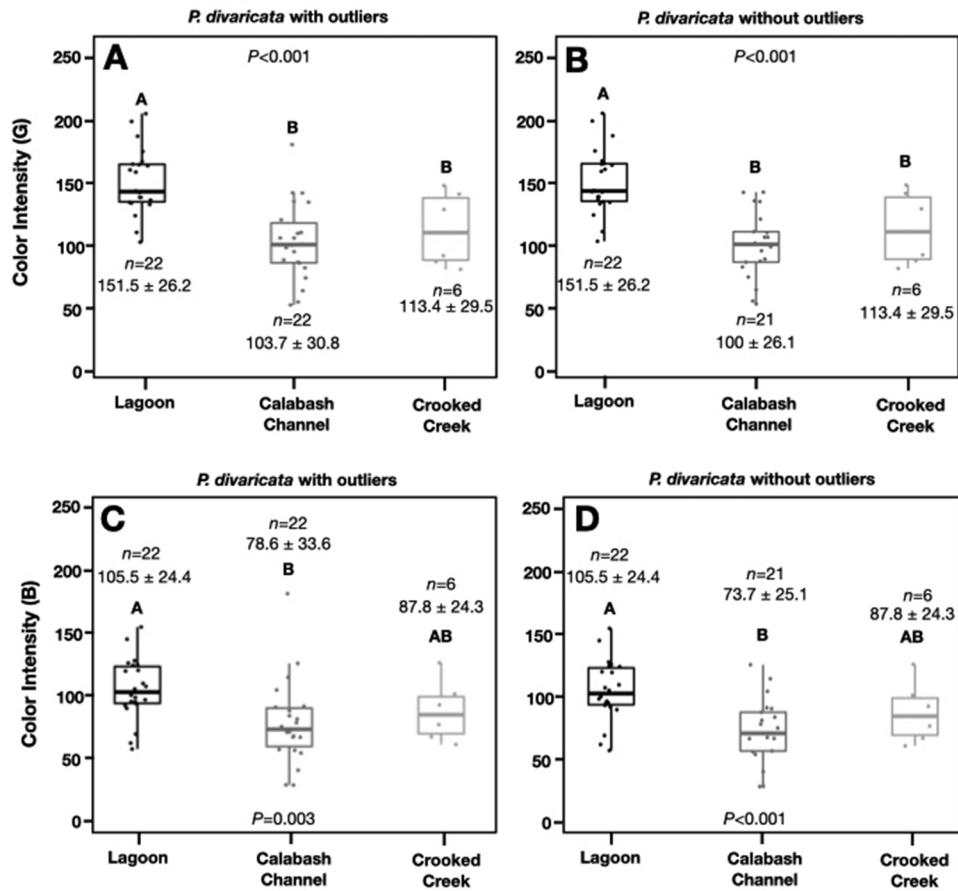 P. divaricata with outliers
A
P<0.001
250
200
150
100
50
0
Color Intensity (G)
A
B
B
n=22
151.5 ± 26.2
n=22
103.7 ± 30.8
n=6
113.4 ± 29.5
Lagoon
Calabash
Channel
Crooked
Creek
P. divaricata without outliers
B
P<0.001
250
200
150
100
50
0
A
B
B
n=22
151.5 ± 26.2
n=21
100 ± 26.1
n=6
113.4 ± 29.5
Lagoon
Calabash
Channel
Crooked
Creek
P. divaricata with outliers
C
250
200
150
100
50
0
Color Intensity (B)
n=22
105.5 ± 24.4
A
n=22
78.6 ± 33.6
B
n=6
87.8 ± 24.3
AB
P=0.003
Lagoon
Calabash
Channel
Crooked
Creek
P. divaricata without outliers
D
250
200
150
100
50
0
n=22
105.5 ± 24.4
A
n=21
73.7 ± 25.1
B
n=6
87.8 ± 24.3
AB
P<0.001
Lagoon
Calabash
Channel
Crooked
Creek